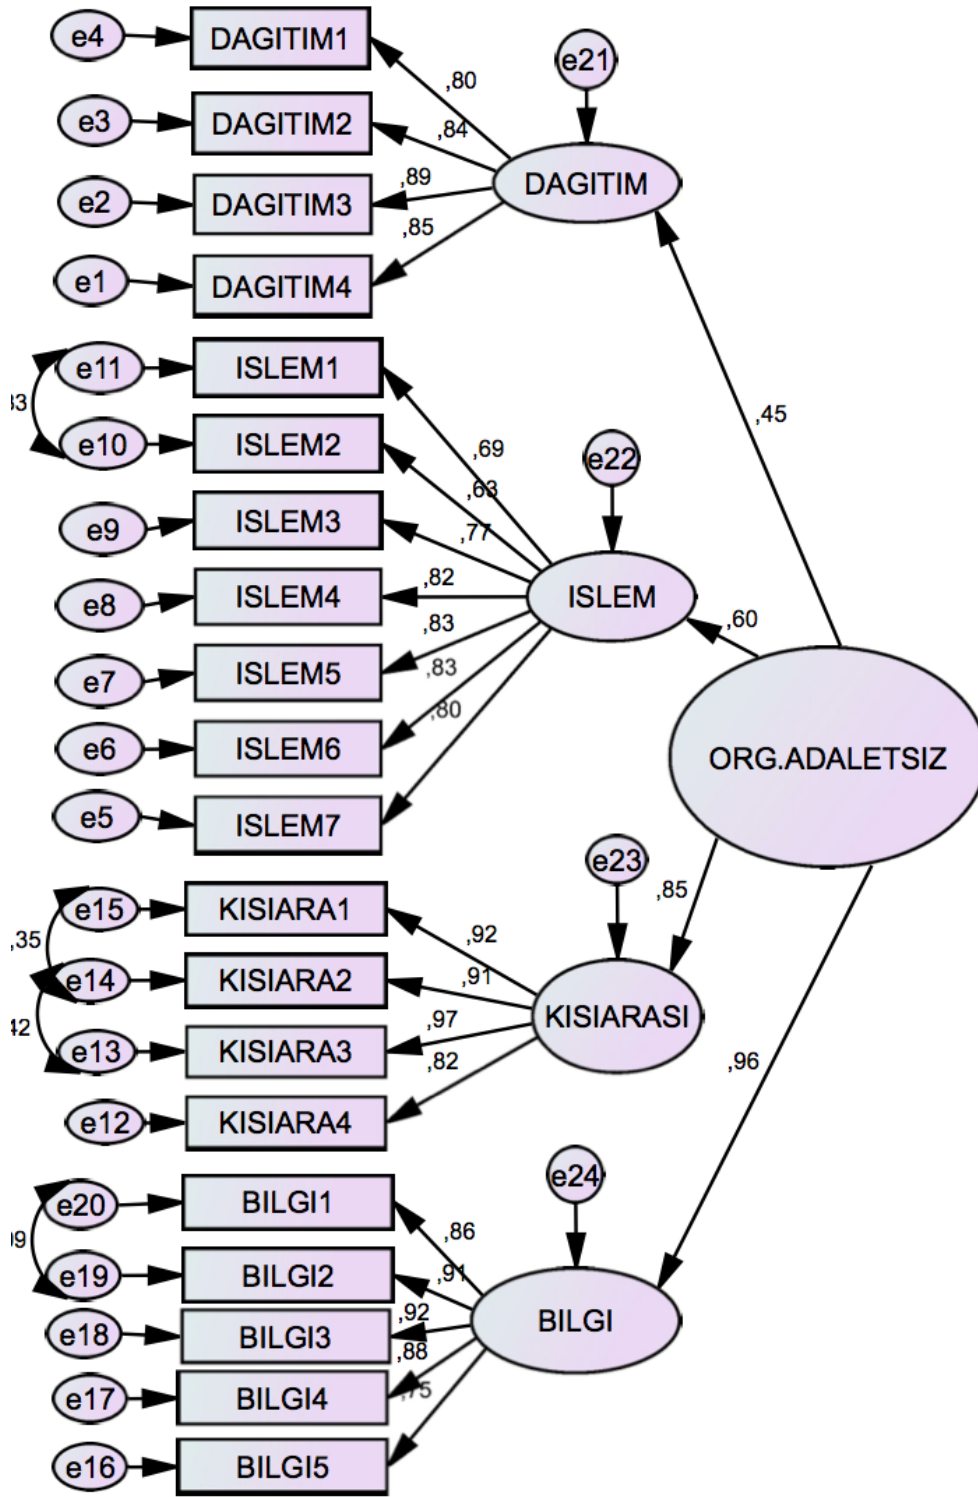 e4
DAGITIM1
,80
e21
e3
DAGITIM2
,84
e2
DAGITIM3
,89
DAGITIM
e1
DAGITIM4
,85
e11
ISLEM1
,69
,45
e10
ISLEM2
,63
e22
e9
ISLEM3
,77
e8
ISLEM4
,82
ISLEM
,60
e7
ISLEM5
,83
e6
ISLEM6
,83
ORG.ADALETSIZ
e5
ISLEM7
,80
e15
KISIARA1
,92
e23
,85
,35
e14
KISIARA2
,91
KISIARASI
42
e13
KISIARA3
,97
e12
KISIARA4
,82
,96
e20
BILGI1
,86
e24
e19
BILGI2
,91
e18
BILGI3
,92
BILGI
e17
BILGI4
,88
e16
BILGI5
,75